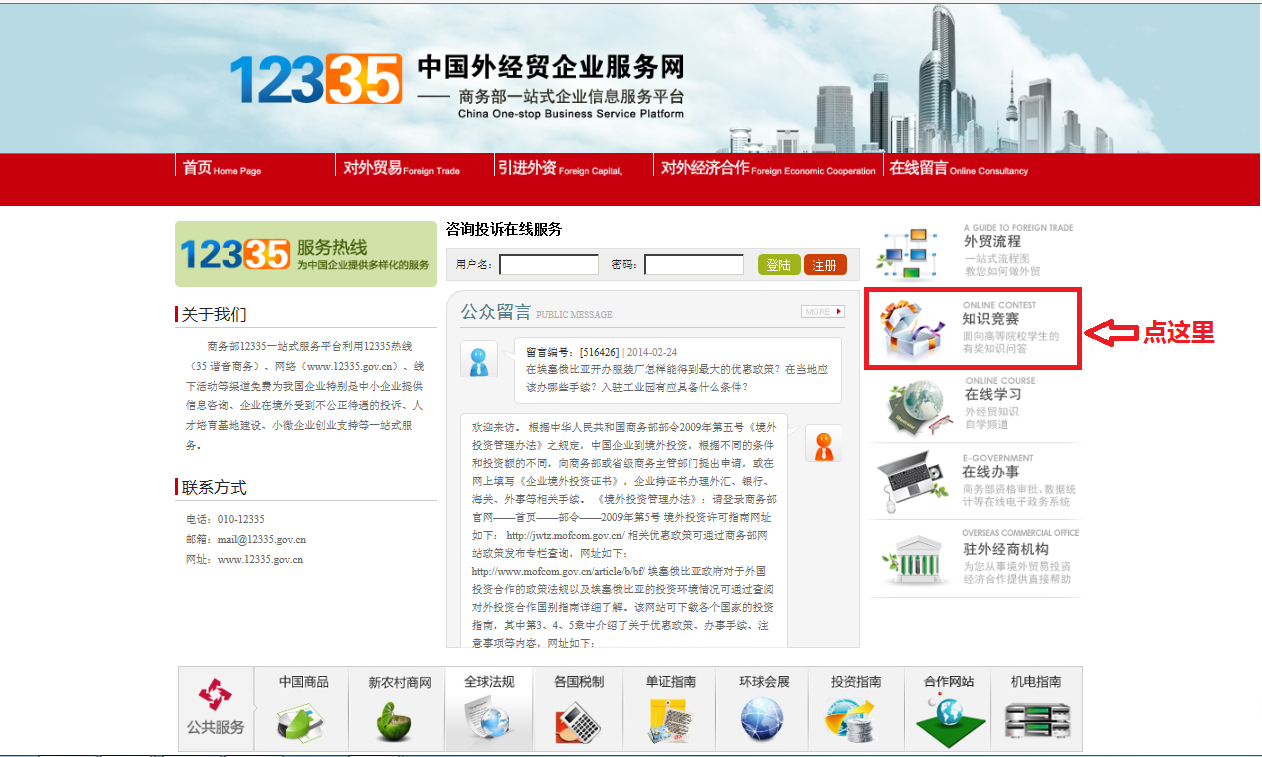 12335 中国外经贸企业服务网
—— 商务部一站式企业信息服务平台
China One-stop Business Service Platform
首页 Home Page
对外贸易 Foreign Trade
引进外资 Foreign Capital,
对外经济合作 Foreign Economic Cooperation
在线留言 Online Consultancy
12335 服务热线
为中国企业提供多样化的服务
关于我们
商务部12335一站式服务平台利用12335热线
（35 谐音商务）、网络（www.12335.gov.cn）、线
下活动等渠道免费为我国企业特别是中小企业提供
信息咨询、企业在境外受到不公正待遇的投诉、人
才培育基地建设、小微企业创业支持等一站式服
务。
联系方式
电话：010-12335
邮箱：mail@12335.gov.cn
网址：www.12335.gov.cn
咨询投诉在线服务
用户名：
密码：
登陆
注册
公众留言 PUBLIC MESSAGE
MORE
留言编号：[516426] | 2014-02-24
在埃塞俄比亚开办服装厂怎样能得到最大的优惠政策？在当地应
该办哪些手续？入驻工业园有应具备什么条件？
欢迎来访。 根据中华人民共和国商务部部令2009年第五号《境外
投资管理办法》之规定，中国企业到境外投资，根据不同的条件
和投资额的不同，向商务部或省级商务主管部门提出申请，或在
网上填写《企业境外投资证书》，企业持证书办理外汇、银行、
海关、外事等相关手续。 《境外投资管理办法》：请登录商务部
官网——首页——部令——2009年第5号 境外投资许可指南网址
如下： http://jwtz.mofcom.gov.cn/ 相关优惠政策可通过商务部网
站政策发布专栏查询，网址如下：
http://www.mofcom.gov.cn/article/b/bf/ 埃塞俄比亚政府对于外国
投资合作的政策法规以及埃塞俄比亚的投资环境情况可通过查阅
对外投资合作国别指南详细了解。该网站可下载各个国家的投资
指南，其中第3、4、5章中介绍了关于优惠政策、办事手续、注
意事项等内容，网址如下：
A GUIDE TO FOREIGN TRADE
外贸流程
一站式流程图
教您如何做外贸
ONLINE CONTEST
知识竞赛
面向高等院校学生的
有奖知识问答
点这里
ONLINE COURSE
在线学习
外经贸知识
自学频道
E-GOVERNMENT
在线办事
商务部资格审批、数据统
计等在线电子政务系统
OVERSEAS COMMERCIAL OFFICE
驻外经商机构
为您从事境外贸易投资
经济合作提供直接帮助
公共服务
中国商品
新农村商网
全球法规
各国税制
单证指南
环球会展
投资指南
合作网站
机电指南